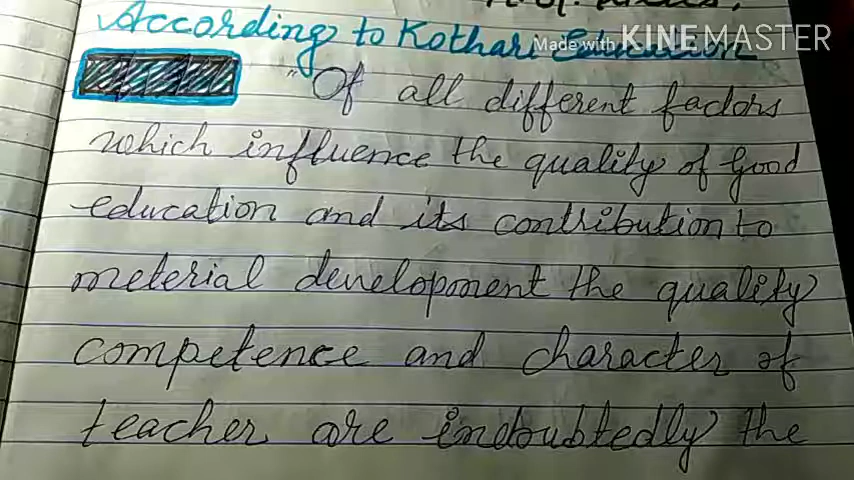 According to Kothari Education
Made with KINEMASTER
"Of all different factors
which influence the quality of good
education and its contribution to
meterial development the quality
competence and character of
teacher are indoubtedly the